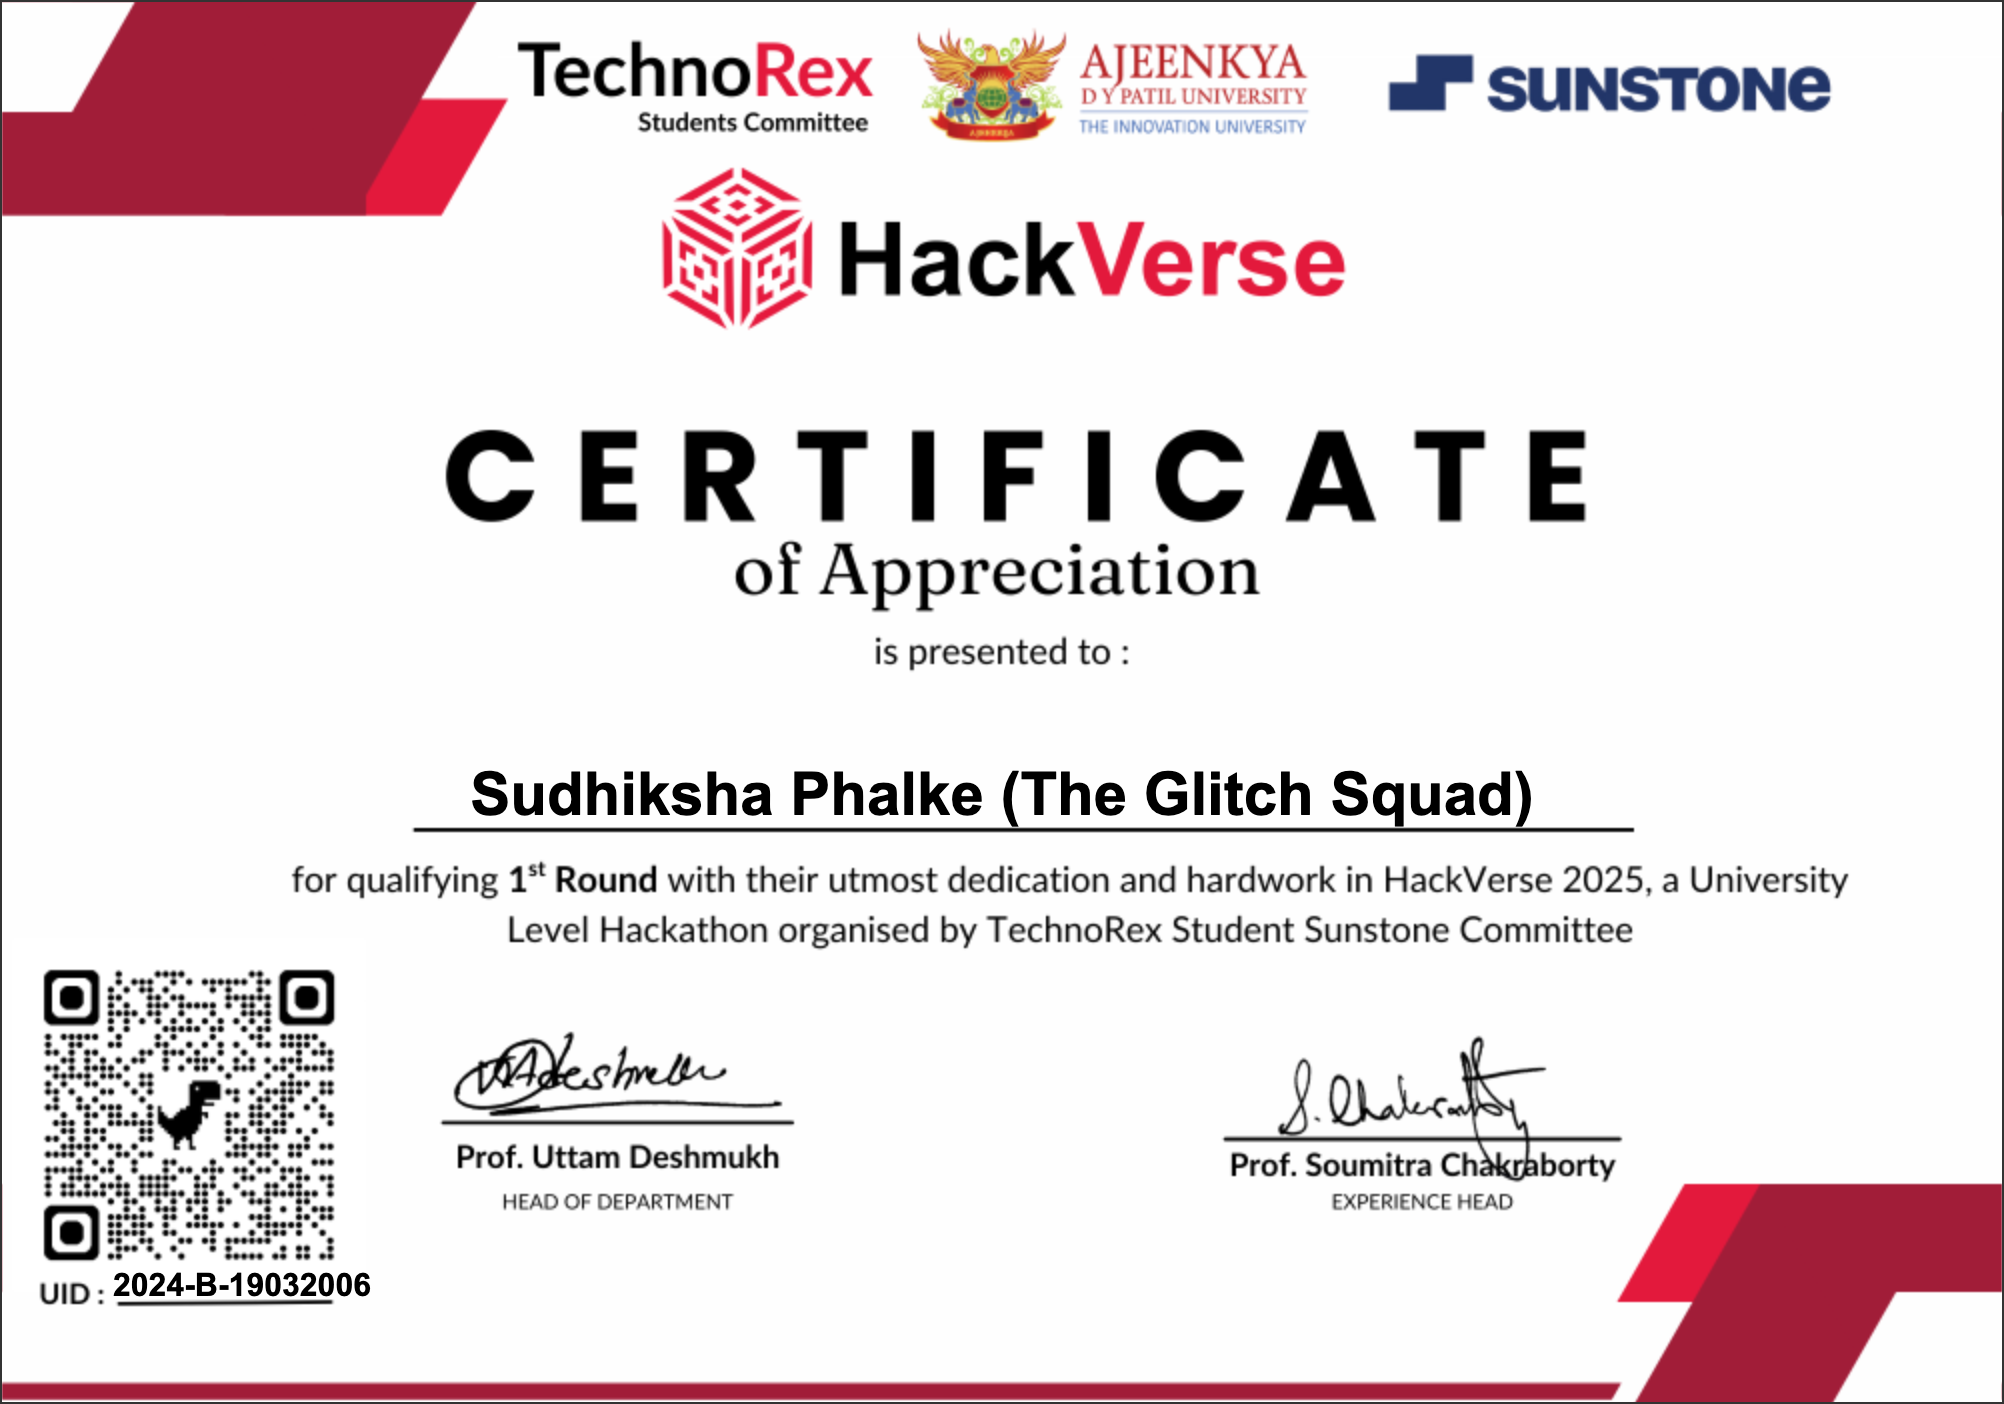 TechnoRex
Students Committee
AJEENKYA
D Y PATIL UNIVERSITY
THE INNOVATION UNIVERSITY
SUNSTONE
HackVerse
CERTIFICATE
of Appreciation
is presented to :
Sudhiksha Phalke (The Glitch Squad)
for qualifying 1st Round with their utmost dedication and hardwork in HackVerse 2025, a University
Level Hackathon organised by TechnoRex Student Sunstone Committee
S. Chakraborty
Prof. Uttam Deshmukh
HEAD OF DEPARTMENT
Prof. Soumitra Chakraborty
EXPERIENCE HEAD
UID : 2024-B-19032006